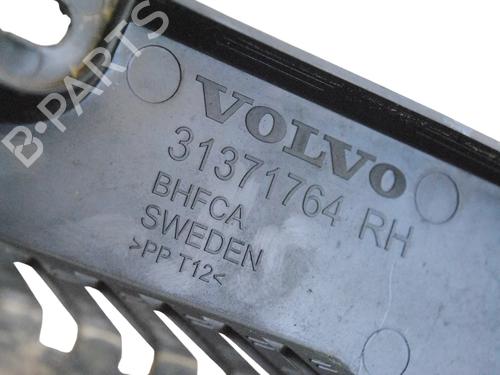 VOLVO
31371764 RH
BHFCA
SWEDEN
>PP T12<
B-PARTS